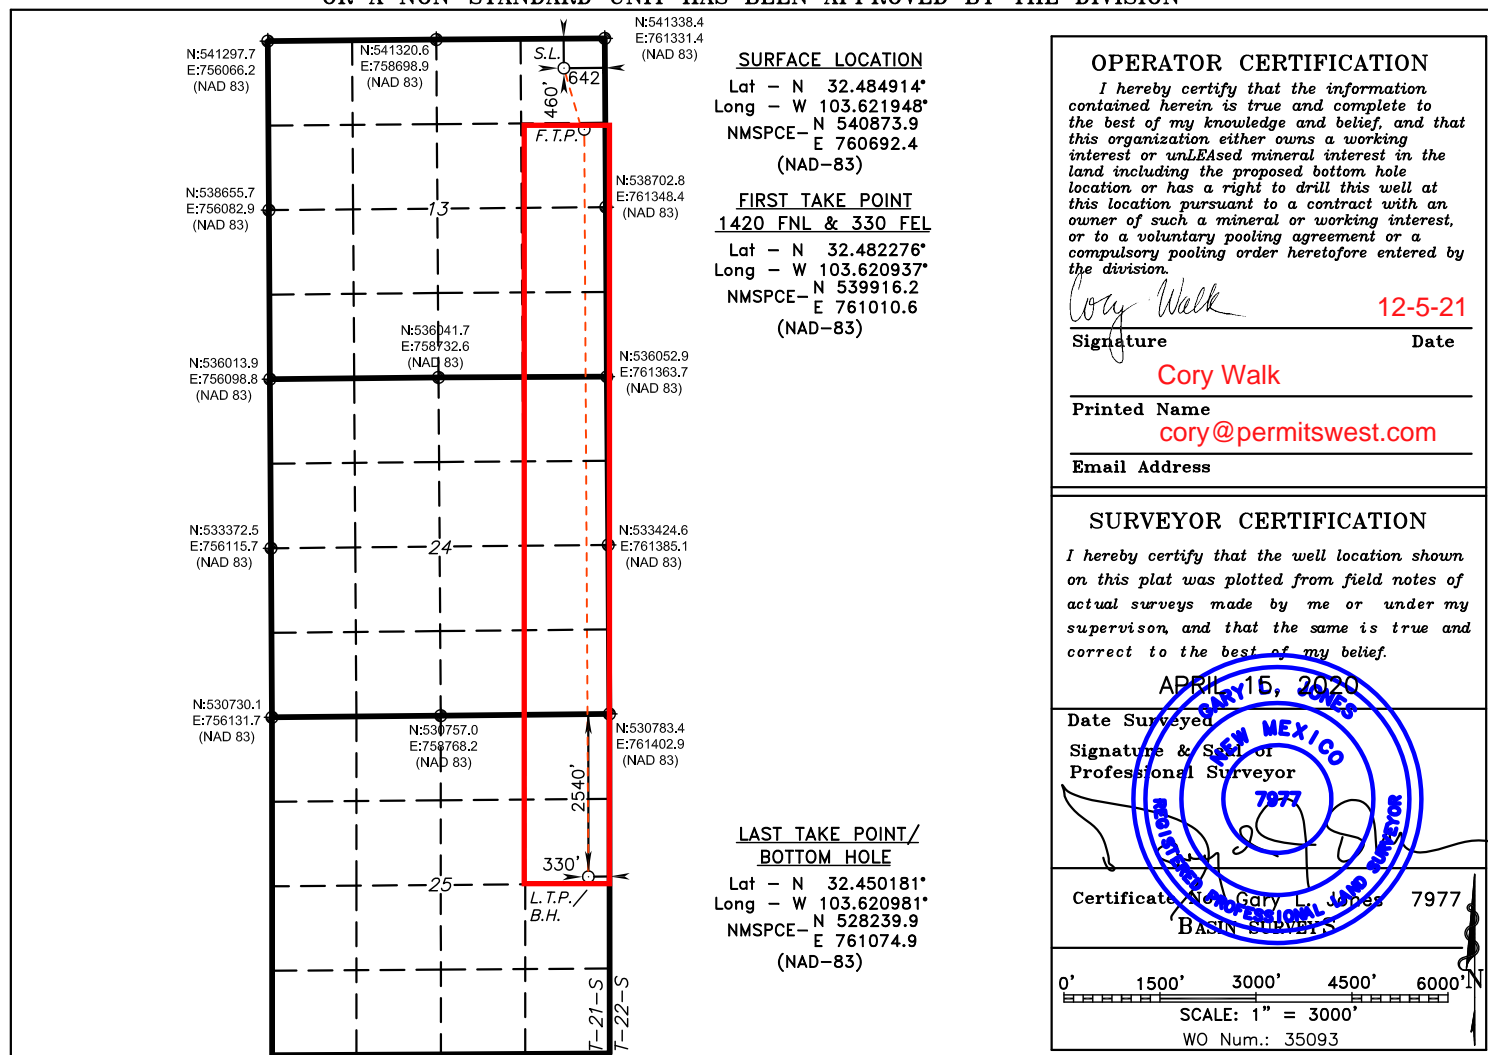 OR A NON-STANDARD UNIT HAS BEEN APPROVED BY THE DIVISION
N:541297.7
E:756066.2
(NAD 83)
N:541320.6
E:758698.9
(NAD 83)
N:541338.4
E:761331.4
(NAD 83)
S.L.
642
460'
F.T.P.
N:538655.7
E:756082.9
(NAD 83)
13
N:538702.8
E:761348.4
(NAD 83)
N:536013.9
E:756098.8
(NAD 83)
N:536041.7
E:758732.6
(NAD 83)
N:536052.9
E:761363.7
(NAD 83)
N:533372.5
E:756115.7
(NAD 83)
24
N:533424.6
E:761385.1
(NAD 83)
N:530730.1
E:756131.7
(NAD 83)
N:530757.0
E:758768.2
(NAD 83)
N:530783.4
E:761402.9
(NAD 83)
2540'
330'
25
L.T.P./
B.H.
T-21-S
T-22-S
SURFACE LOCATION
Lat - N 32.484914°
Long - W 103.621948°
NMSPCE- N 540873.9
E 760692.4
(NAD-83)
FIRST TAKE POINT
1420 FNL & 330 FEL
Lat - N 32.482276°
Long - W 103.620937°
NMSPCE- N 539916.2
E 761010.6
(NAD-83)
LAST TAKE POINT/
BOTTOM HOLE
Lat - N 32.450181°
Long - W 103.620981°
NMSPCE- N 528239.9
E 761074.9
(NAD-83)
OPERATOR CERTIFICATION
I hereby certify that the information
contained herein is true and complete to
the best of my knowledge and belief, and that
this organization either owns a working
interest or unLEAsed mineral interest in the
land including the proposed bottom hole
location or has a right to drill this well at
this location pursuant to a contract with an
owner of such a mineral or working interest,
or to a voluntary pooling agreement or a
compulsory pooling order heretofore entered by
the division.
Cory Walk 12-5-21
Signature Date
Cory Walk
Printed Name
cory@permitswest.com
Email Address
SURVEYOR CERTIFICATION
I hereby certify that the well location shown
on this plat was plotted from field notes of
actual surveys made by me or under my
supervison, and that the same is true and
correct to the best of my belief.
APRIL 15, 2020
Date Surveyed
Signature & Seal of
Professional Surveyor
GARY L. JONES
NEW MEXICO
7977
REGISTERED PROFESSIONAL LAND SURVEYOR
Certificate No. Gary L. Jones 7977
BASIN SURVEYS
0' 1500' 3000' 4500' 6000'
N
SCALE: 1" = 3000'
WO Num.: 35093